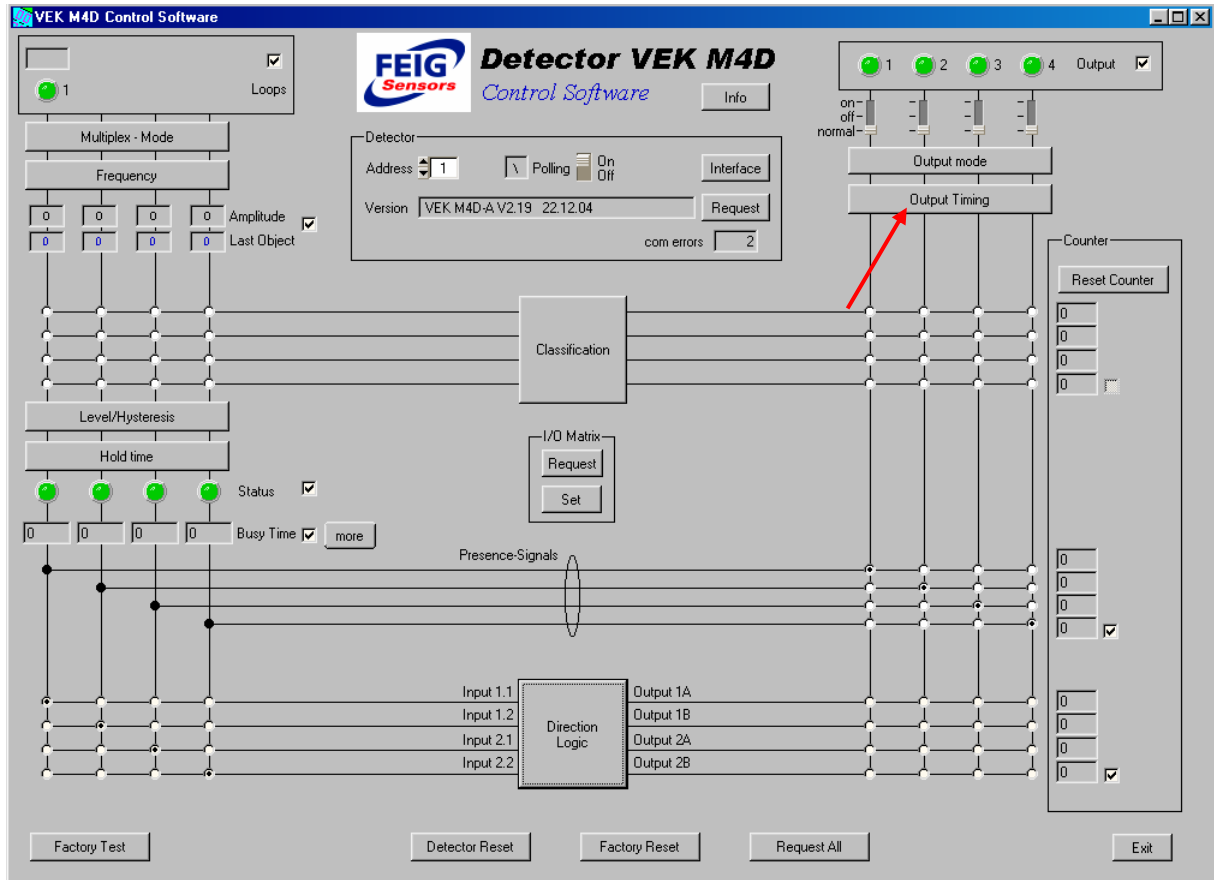 VEK M4D Control Software
1
Loops
Multiplex - Mode
Frequency
0 0 0 0 Amplitude
0 0 0 0 Last Object
FEIG
Sensors
Detector VEK M4D
Control Software
Info
Detector
Address 1
\ Polling On
Off
Interface
Version VEK M4D-A V2.19 22.12.04 Request
com errors 2
1 2 3 4 Output
on
off
normal
Output mode
Output Timing
Counter
Reset Counter
0
0
0
0
Classification
Level/Hysteresis
Hold time
Status
0 0 0 0 Busy Time more
I/O Matrix
Request
Set
Presence-Signals
0
0
0
0
Input 1.1
Input 1.2
Input 2.1
Input 2.2
Direction
Logic
Output 1A
Output 1B
Output 2A
Output 2B
0
0
0
0
Factory Test
Detector Reset
Factory Reset
Request All
Exit